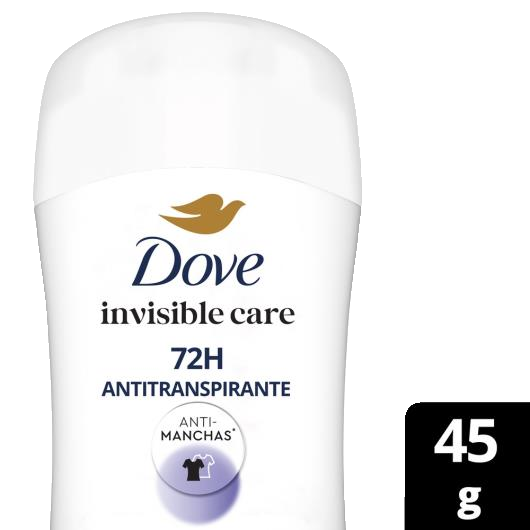 Dove
invisible care
72H
ANTITRANSPIRANTE
ANTI-
MANCHAS*
45
g